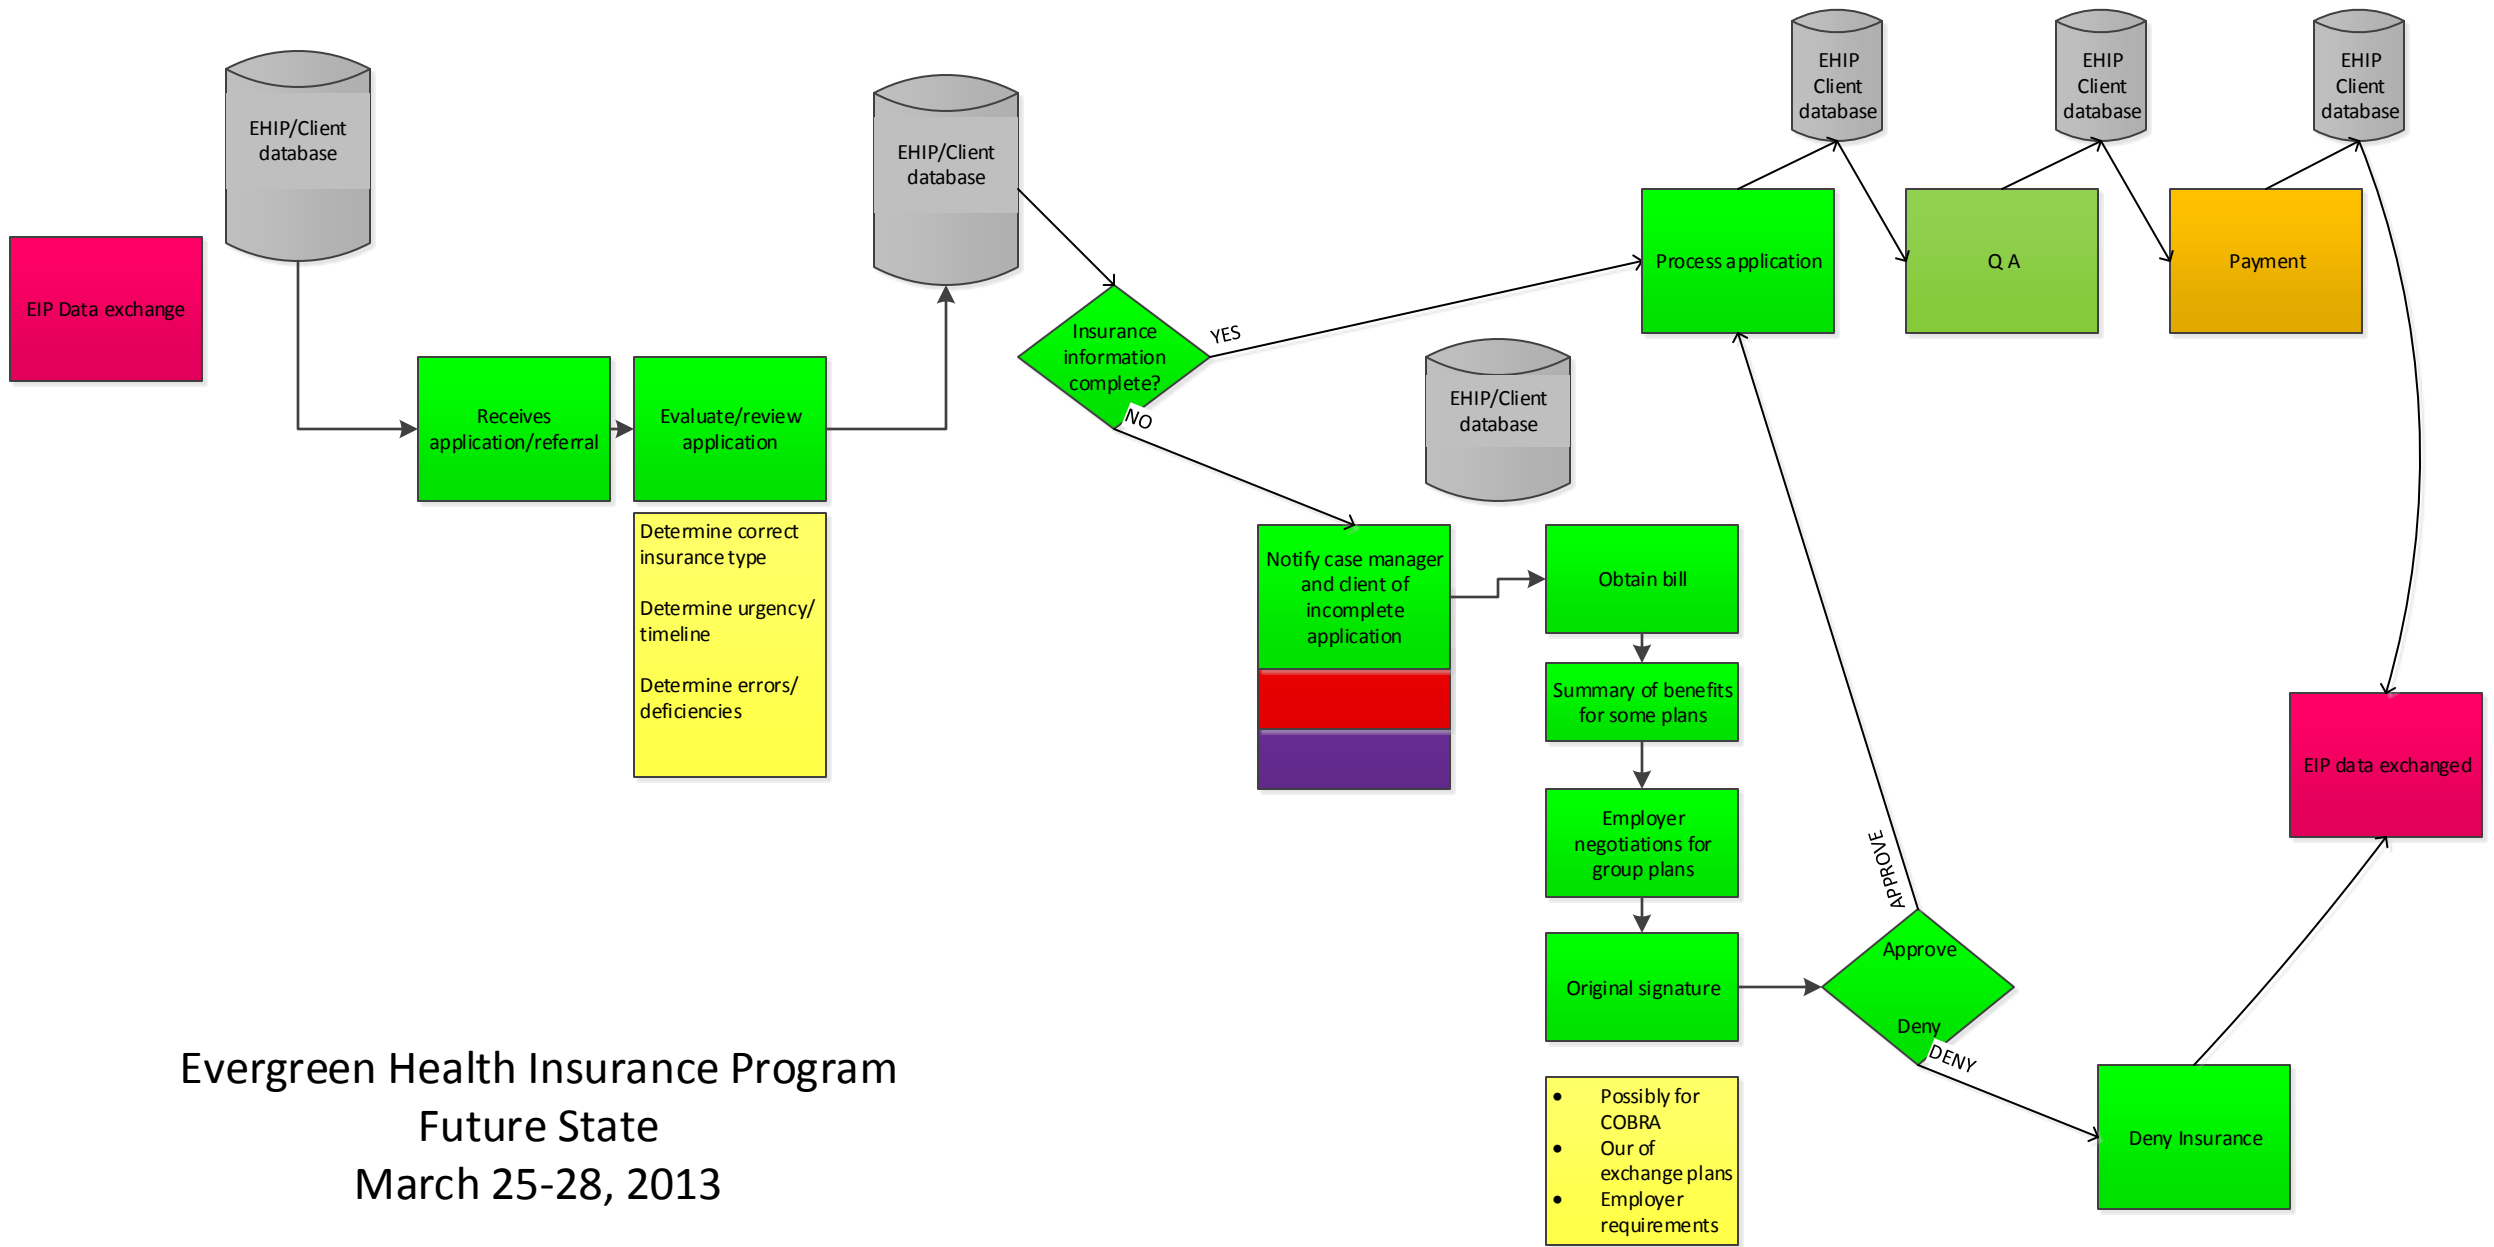 EIP Data exchange
EHIP/Client
database
Receives
application/referral
Evaluate/review
application
Determine correct
insurance type
Determine urgency/
timeline
Determine errors/
deficiencies
EHIP/Client
database
Insurance
information
complete?
YES
NO
EHIP/Client
database
Notify case manager
and client of
incomplete
application
Obtain bill
Summary of benefits
for some plans
Employer
negotiations for
group plans
Original signature
• Possibly for
COBRA
• Our of
exchange plans
• Employer
requirements
Approve
Deny
APPROVE
DENY
Deny Insurance
Process application
EHIP
Client
database
Q A
EHIP
Client
database
Payment
EHIP
Client
database
EIP data exchanged
Evergreen Health Insurance Program
Future State
March 25-28, 2013